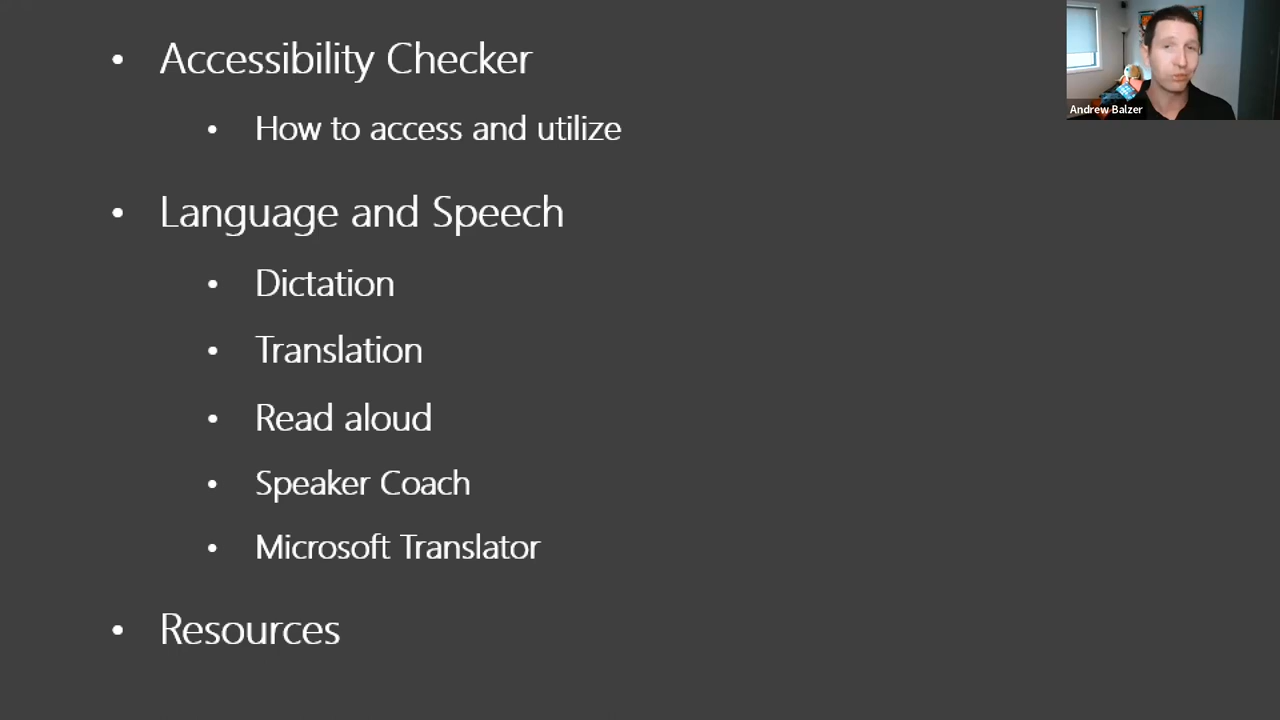 • Accessibility Checker
• How to access and utilize
• Language and Speech
• Dictation
• Translation
• Read aloud
• Speaker Coach
• Microsoft Translator
• Resources
Andrew Balzer